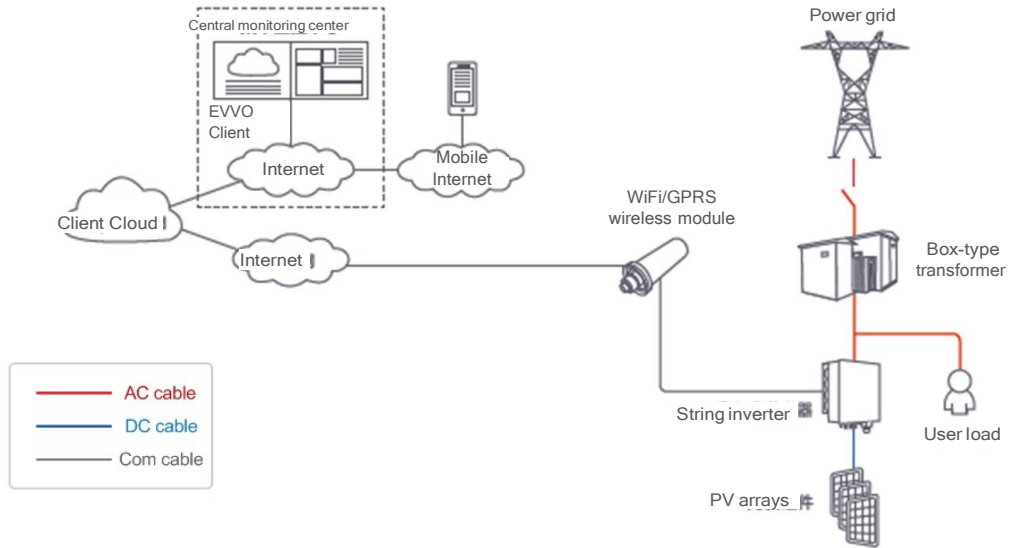 Central monitoring center
Power grid
EVVO
Client
Internet
Mobile
Internet
WiFi/GPRS
wireless module
Client Cloud
Internet
Box-type
transformer
AC cable
DC cable
Com cable
String inverter
User load
PV arrays